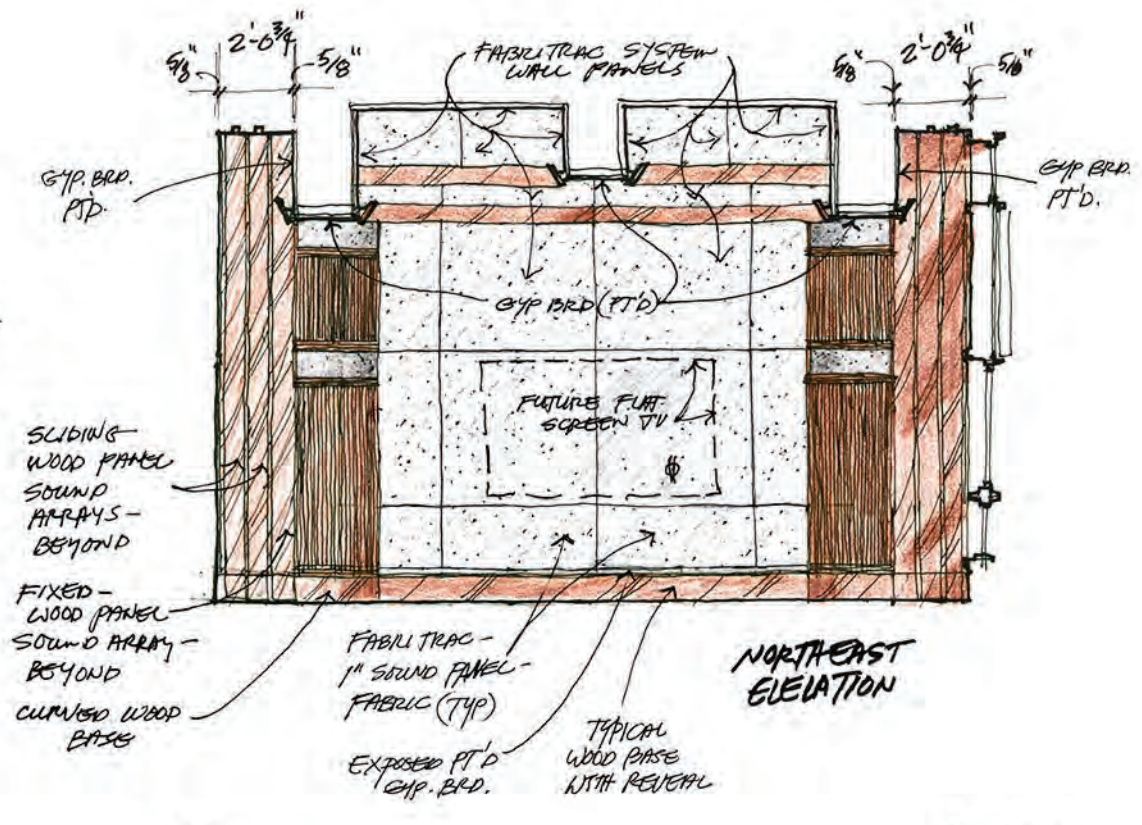 5/8"
2'-0 3/4"
5/8"
FABRITRAC SYSTEM
WALL PANELS
5/8"
2'-0 3/4"
5/8"
GYP. BRD.
PT'D.
GYP BRD.
PT'D.
GYP BRD (PT'D)
FUTURE FLAT
SCREEN TV
SLIDING
WOOD PANEL
SOUND
ARRAYS-
BEYOND
FIXED-
WOOD PANEL
SOUND ARRAY-
BEYOND
CURVED WOOD
BASE
FABRITRAC-
1" SOUND PANEL-
FABRIC (TYP)
EXPOSED PT'D
GYP. BRD.
TYPICAL
WOOD BASE
WITH REVEAL
NORTHEAST
ELELATION